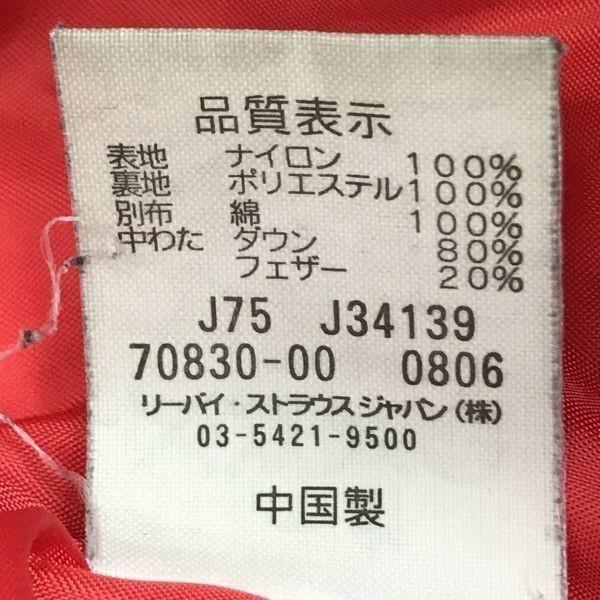 品質表示
表地 ナイロン 100%
裏地 ポリエステル 100%
別布 綿 100%
中わた ダウン 80%
フェザー 20%
J75 J34139
70830-00 0806
リーバイ・ストラウスジャパン(株)
03-5421-9500
中国製